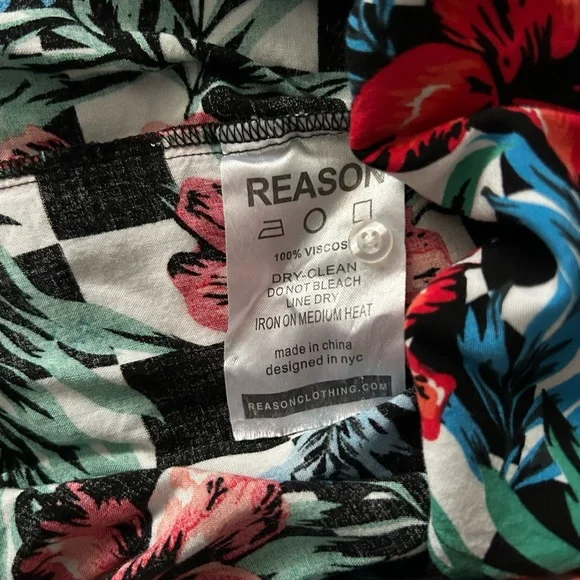 REASON
100% VISCOS
DRY-CLEAN
DO NOT BLEACH
LINE DRY
IRON ON MEDIUM HEAT
made in china
designed in nyc
REASONCLOTHING.COM